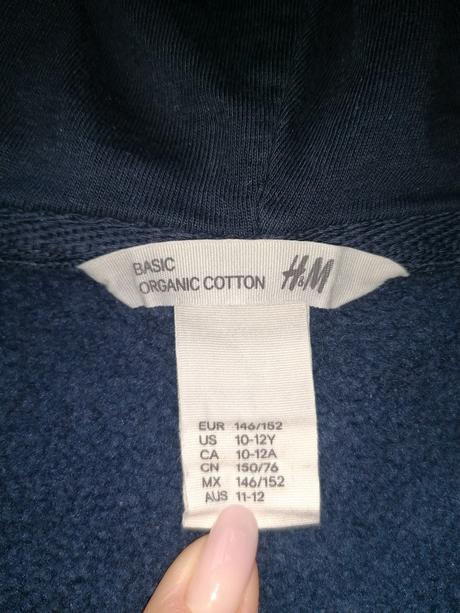 BASIC
ORGANIC COTTON H&M
EUR 146/152
US 10-12Y
CA 10-12A
CN 150/76
MX 146/152
AUS 11-12